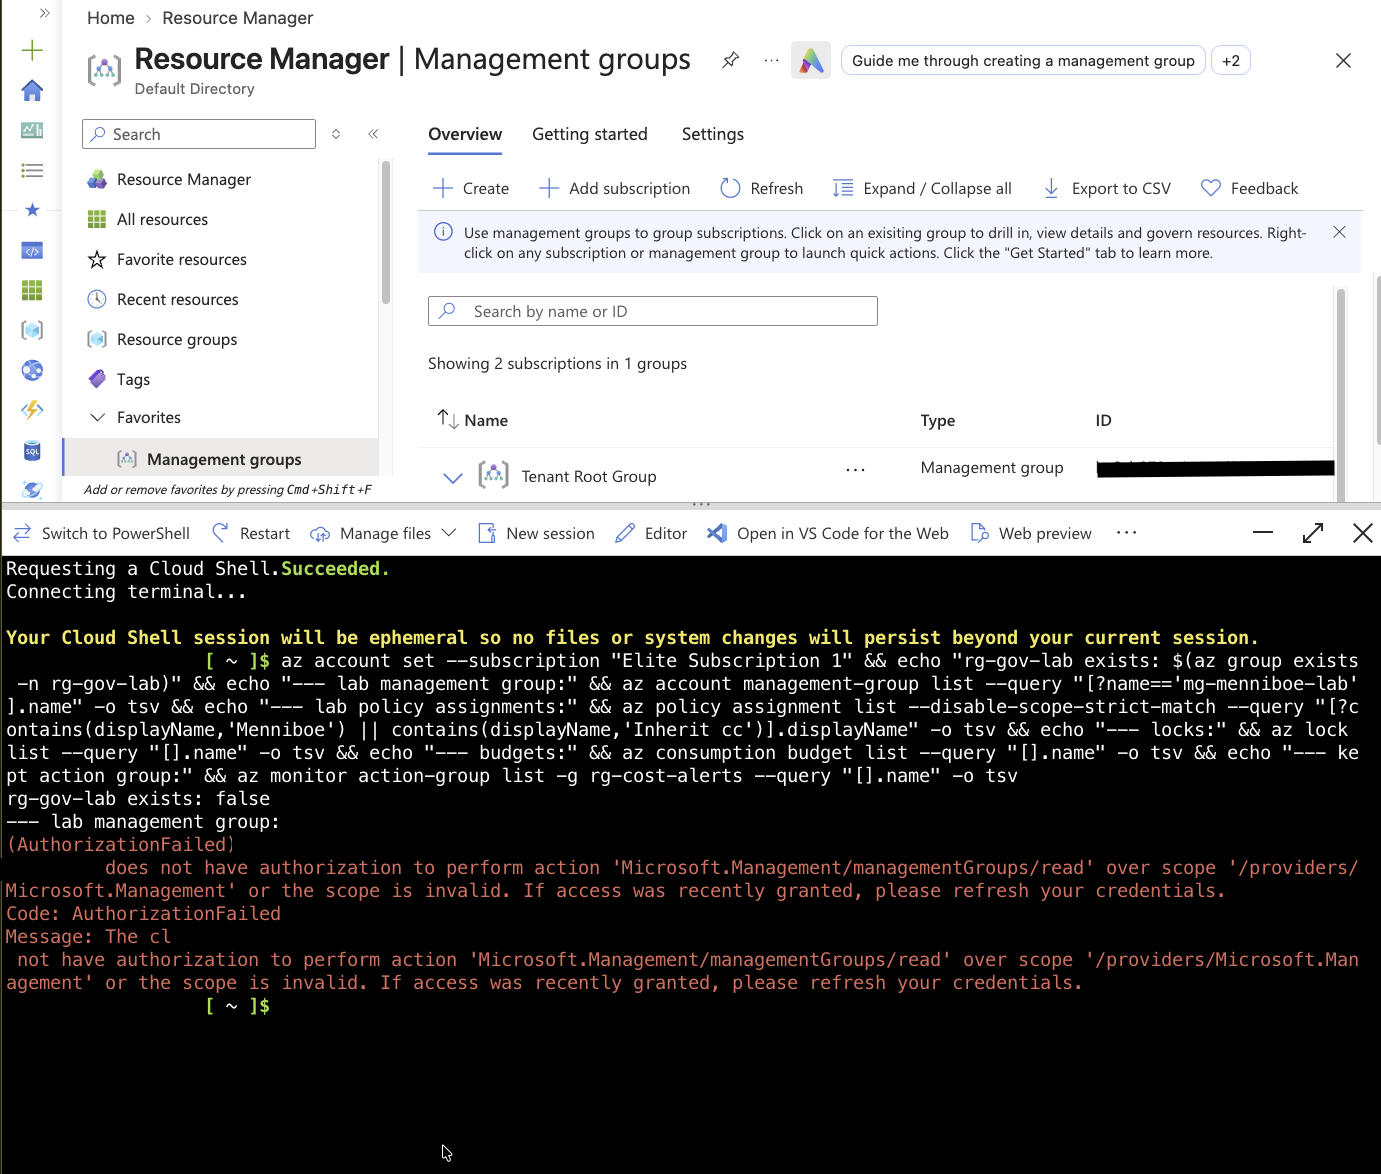 Home › Resource Manager
Resource Manager | Management groups
Guide me through creating a management group
+2
Default Directory
Search
Resource Manager
All resources
Favorite resources
Recent resources
Resource groups
Tags
Favorites
Management groups
Add or remove favorites by pressing Cmd+Shift+F
Overview Getting started Settings
Create Add subscription Refresh Expand / Collapse all Export to CSV Feedback
Use management groups to group subscriptions. Click on an exisiting group to drill in, view details and govern resources. Right-
click on any subscription or management group to launch quick actions. Click the "Get Started" tab to learn more.
Search by name or ID
Showing 2 subscriptions in 1 groups
Name Type ID
Tenant Root Group ... Management group
Switch to PowerShell Restart Manage files New session Editor Open in VS Code for the Web Web preview ...
Requesting a Cloud Shell.Succeeded.
Connecting terminal...
Your Cloud Shell session will be ephemeral so no files or system changes will persist beyond your current session.
[ ~ ]$ az account set --subscription "Elite Subscription 1" && echo "rg-gov-lab exists: $(az group exists
-n rg-gov-lab)" && echo "--- lab management group:" && az account management-group list --query "[?name=='mg-menniboe-lab'
].name" -o tsv && echo "--- lab policy assignments:" && az policy assignment list --disable-scope-strict-match --query "[?c
ontains(displayName,'Menniboe') || contains(displayName,'Inherit cc')].displayName" -o tsv && echo "--- locks:" && az lock
list --query "[].name" -o tsv && echo "--- budgets:" && az consumption budget list --query "[].name" -o tsv && echo "--- ke
pt action group:" && az monitor action-group list -g rg-cost-alerts --query "[].name" -o tsv
rg-gov-lab exists: false
--- lab management group:
(AuthorizationFailed)
does not have authorization to perform action 'Microsoft.Management/managementGroups/read' over scope '/providers/
Microsoft.Management' or the scope is invalid. If access was recently granted, please refresh your credentials.
Code: AuthorizationFailed
Message: The cl
not have authorization to perform action 'Microsoft.Management/managementGroups/read' over scope '/providers/Microsoft.Man
agement' or the scope is invalid. If access was recently granted, please refresh your credentials.
[ ~ ]$